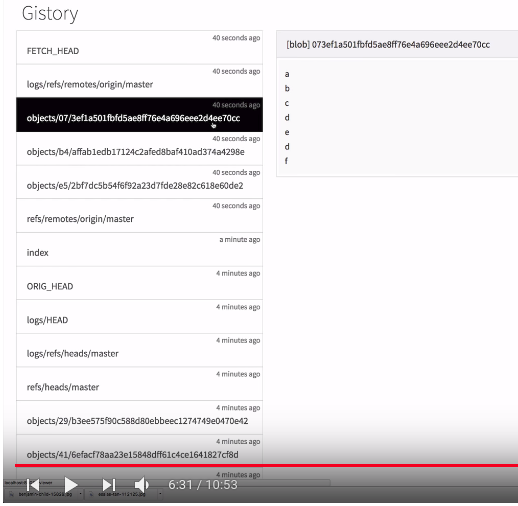 Gistory
40 seconds ago
FETCH_HEAD
40 seconds ago
logs/refs/remotes/origin/master
40 seconds ago
objects/07/3ef1a501fbfd5ae8ff76e4a696eee2d4ee70cc
40 seconds ago
objects/b4/affab1edb17124c2afed8baf410ad374a4298e
40 seconds ago
objects/e5/2bf7dc5b54f6f92a23d7fde28e82c618e60de2
40 seconds ago
refs/remotes/origin/master
a minute ago
index
4 minutes ago
ORIG_HEAD
4 minutes ago
logs/HEAD
4 minutes ago
logs/refs/heads/master
4 minutes ago
refs/heads/master
4 minutes ago
objects/29/b3ee575f90c588d80ebbeec1274749e0470e42
4 minutes ago
objects/41/6efacf78aa23e15848dff61c4ce1641827cf8d
4 minutes ago
[blob] 073ef1a501fbfd5ae8ff76e4a696eee2d4ee70cc
a
b
c
d
e
d
f
6:31 / 10:53